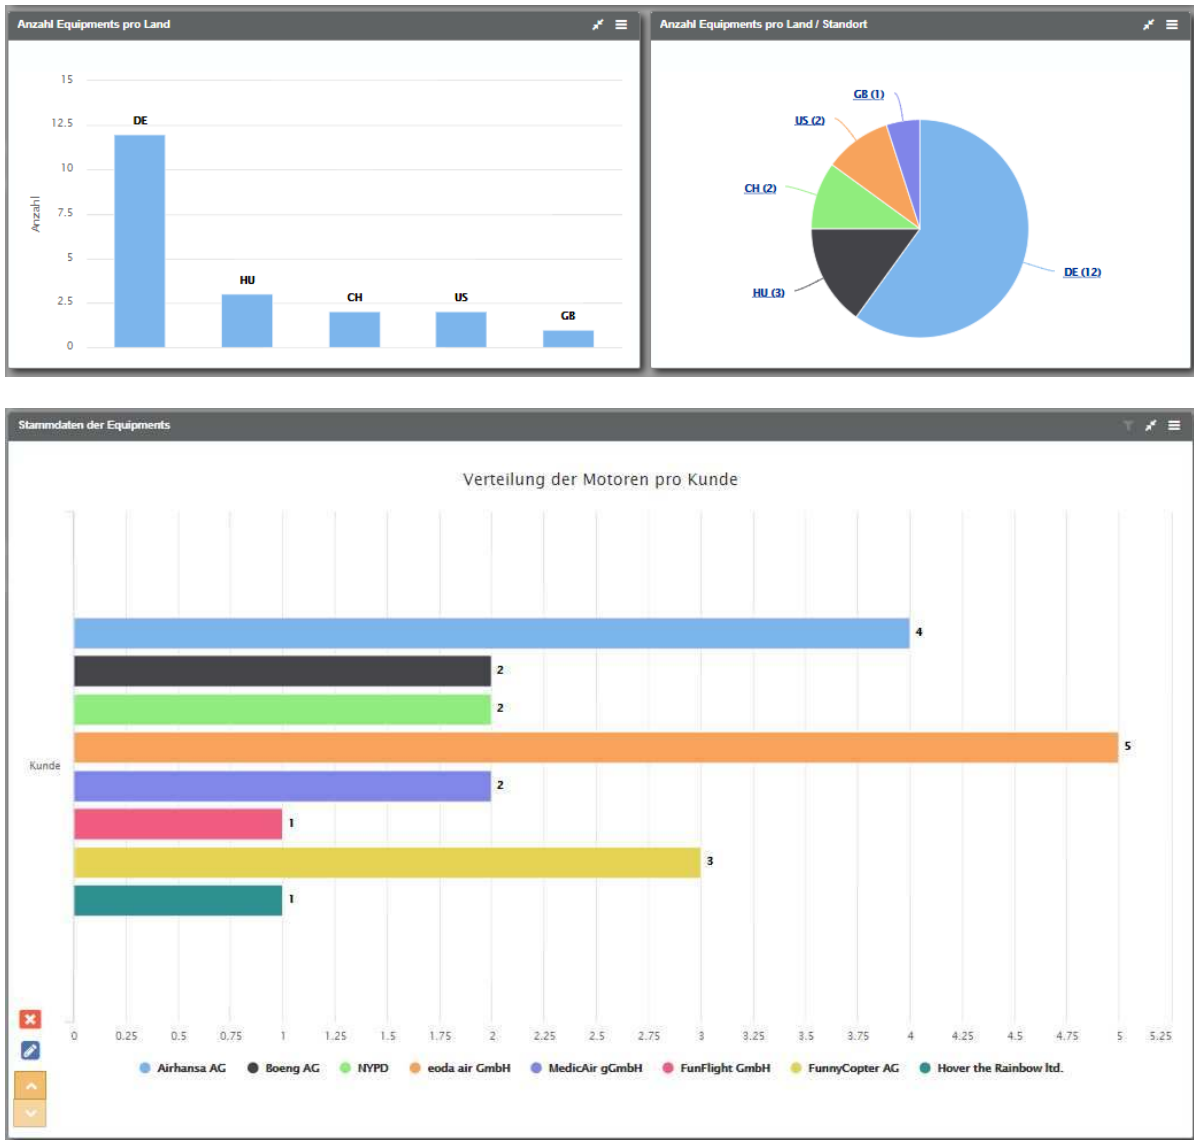 Anzahl Equipments pro Land
15
12.5
10
7.5
5
2.5
0
Anzahl
DE
HU
CH
US
GB
Anzahl Equipments pro Land / Standort
GB (1)
US (2)
CH (2)
HU (3)
DE (12)
Stammdaten der Equipments
Verteilung der Motoren pro Kunde
4
2
2
5
Kunde
2
1
3
1
0 0.25 0.5 0.75 1 1.25 1.5 1.75 2 2.25 2.5 2.75 3 3.25 3.5 3.75 4 4.25 4.5 4.75 5 5.25
Airhansa AG Boeng AG NYPD eoda air GmbH MedicAir gGmbH FunFlight GmbH FunnyCopter AG Hover the Rainbow ltd.